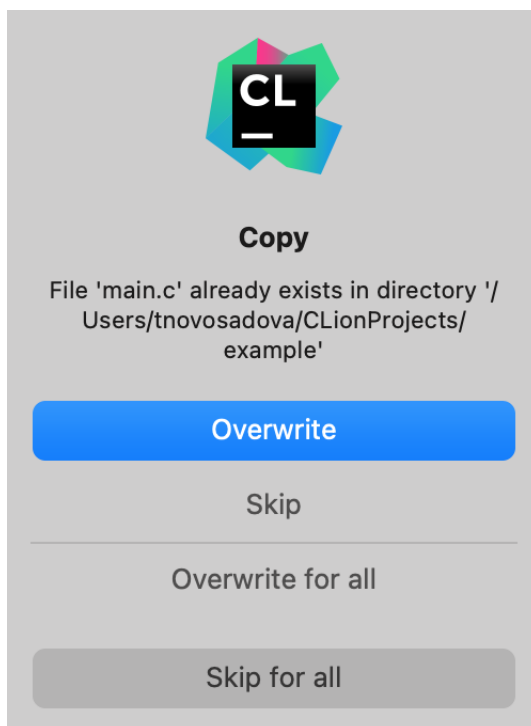 CL
Copy
File 'main.c' already exists in directory '/
Users/tnovosadova/CLionProjects/
example'
Overwrite
Skip
Overwrite for all
Skip for all